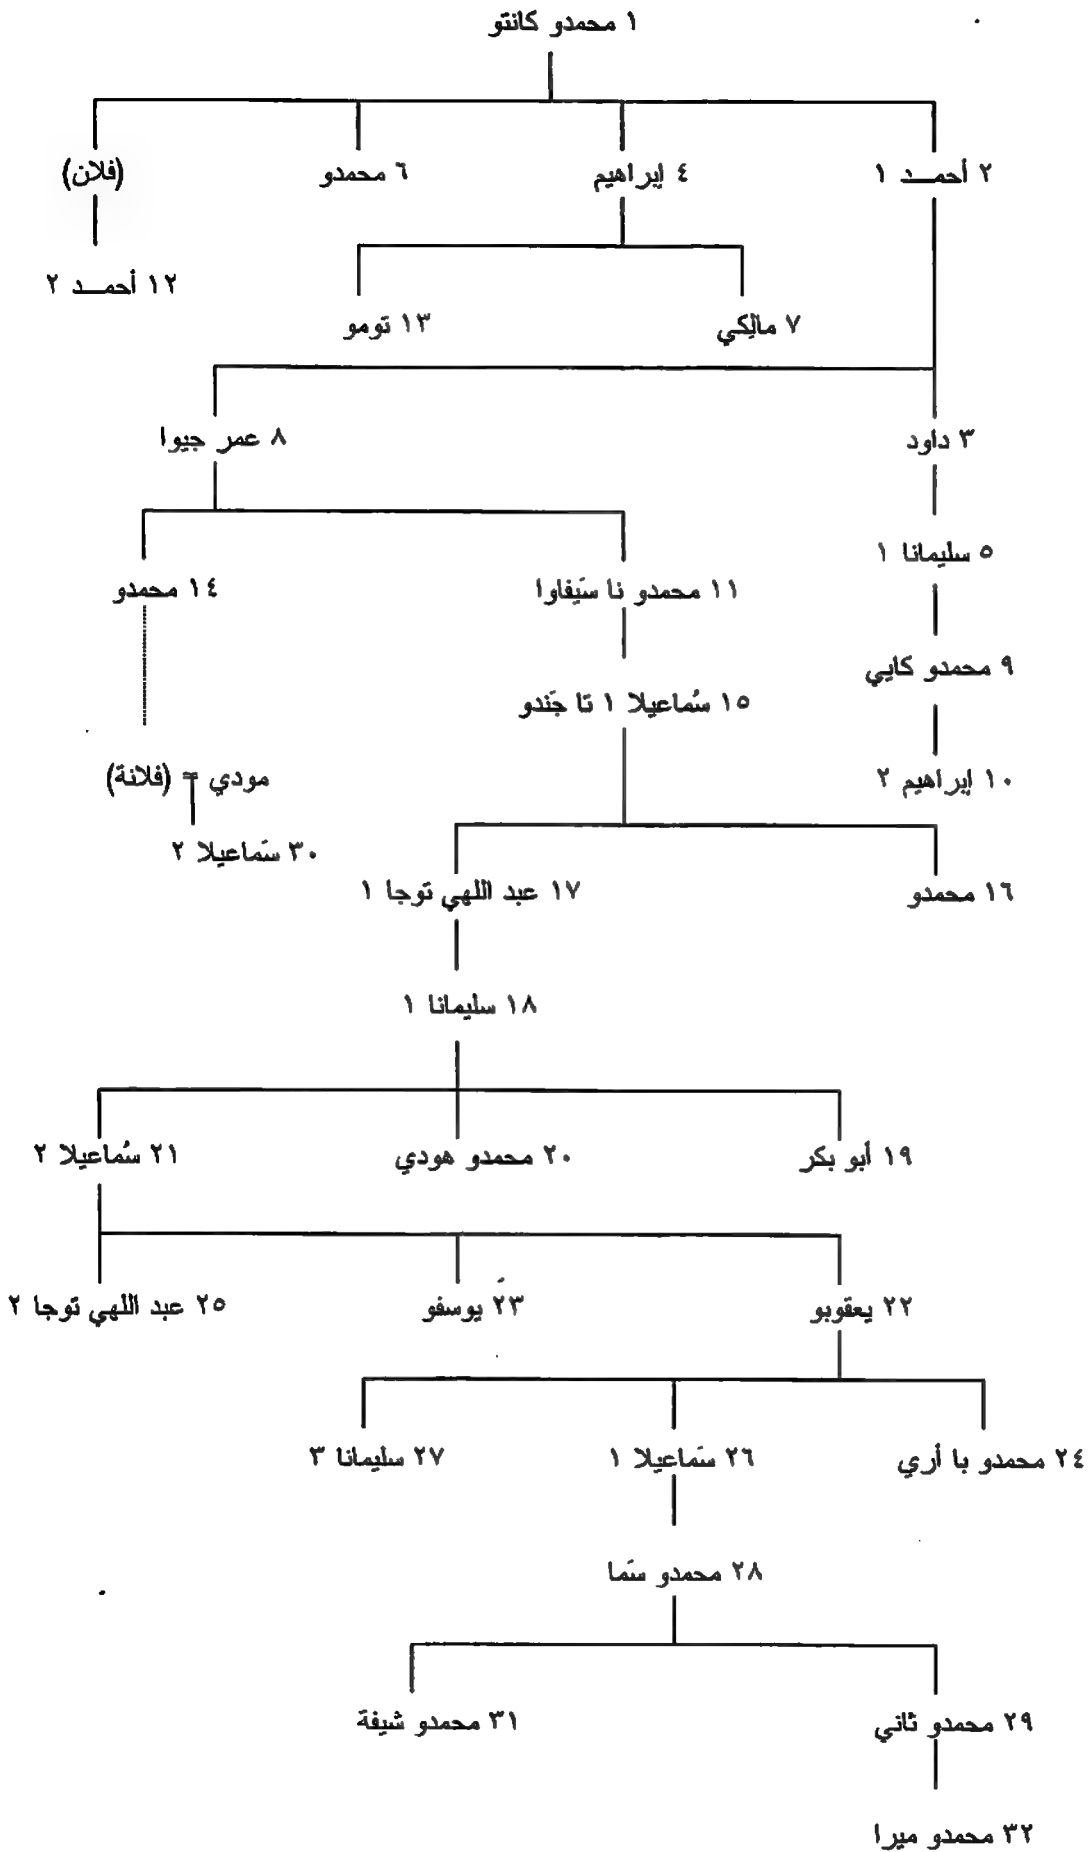 ١ محمدو كانتو
٢ أحمـــد ١
٤ إبراهيم
٦ محمدو
(فلان)
١٢ أحمـــد ٢
٧ مالِكي
١٣ تومو
٣ داود
٨ عمر جيوا
٥ سليمانا ١
١١ محمدو نا سَيفاوا
١٤ محمدو
٩ محمدو كايي
١٥ سُماعيلا ١ تا جَندو
١٠ إبراهيم ٢
مودي = (فلانة)
٣٠ سَماعيلا ٢
١٦ محمدو
١٧ عبد اللهي توجا ١
١٨ سليمانا ١
١٩ أبو بكر
٢٠ محمدو هودي
٢١ سُماعيلا ٢
٢٢ يعقوبو
٢٣ يوسفو
٢٥ عبد اللهي توجا ٢
٢٤ محمدو با أري
٢٦ سَماعيلا ١
٢٧ سليمانا ٣
٢٨ محمدو سَما
٢٩ محمدو ثاني
٣١ محمدو شيفة
٣٢ محمدو ميرا